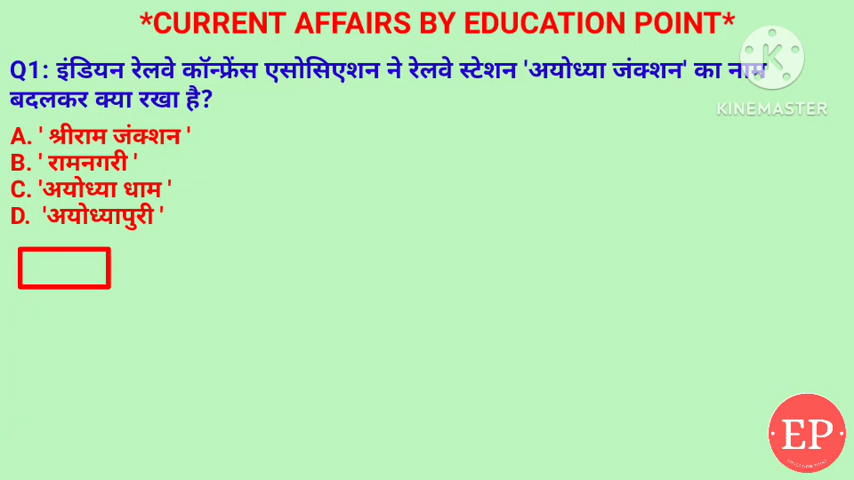 *CURRENT AFFAIRS BY EDUCATION POINT*
Q1: इंडियन रेलवे कॉन्फ्रेंस एसोसिएशन ने रेलवे स्टेशन 'अयोध्या जंक्शन' का नाम
बदलकर क्या रखा है?
KINEMASTER
A. ' श्रीराम जंक्शन '
B. ' रामनगरी '
C. 'अयोध्या धाम '
D. 'अयोध्यापुरी '
EP